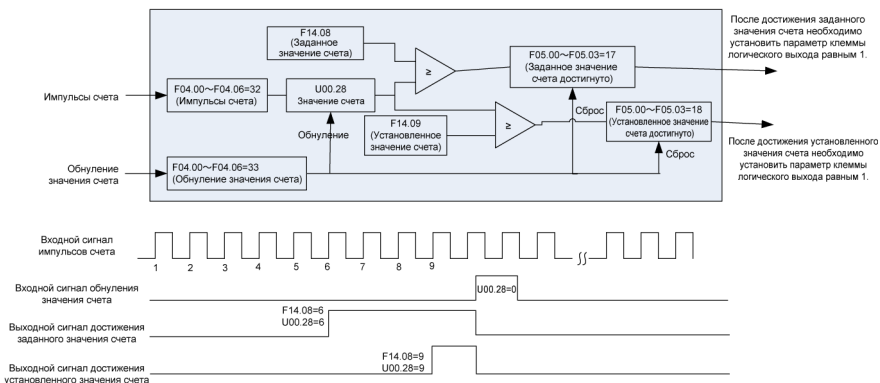 F14.08
(Заданное
значение счета)
После достижения заданного
значения счета необходимо
установить параметр клеммы
логического выхода равным 1.
≥
F05.00～F05.03=17
(Заданное значение
счета достигнуто)
Импульсы счета
F04.00～F04.06=32
(Импульсы счета)
U00.28
Значение счета
Обнуление
F14.09
(Установленное
значение счета)
≥
Сброс
F05.00～F05.03=18
(Установленное значение
счета достигнуто)
Сброс
Обнуление
значения счета
F04.00～F04.06=33
(Обнуление значения счета)
После достижения установленного
значения счета необходимо
установить параметр клеммы
логического выхода равным 1.
Входной сигнал
импульсов счета
1 2 3 4 5 6 7 8 9
Входной сигнал обнуления
значения счета
U00.28=0
Выходной сигнал достижения
заданного значения счета
F14.08=6
U00.28=6
Выходной сигнал достижения
установленного значения счета
F14.08=9
U00.28=9